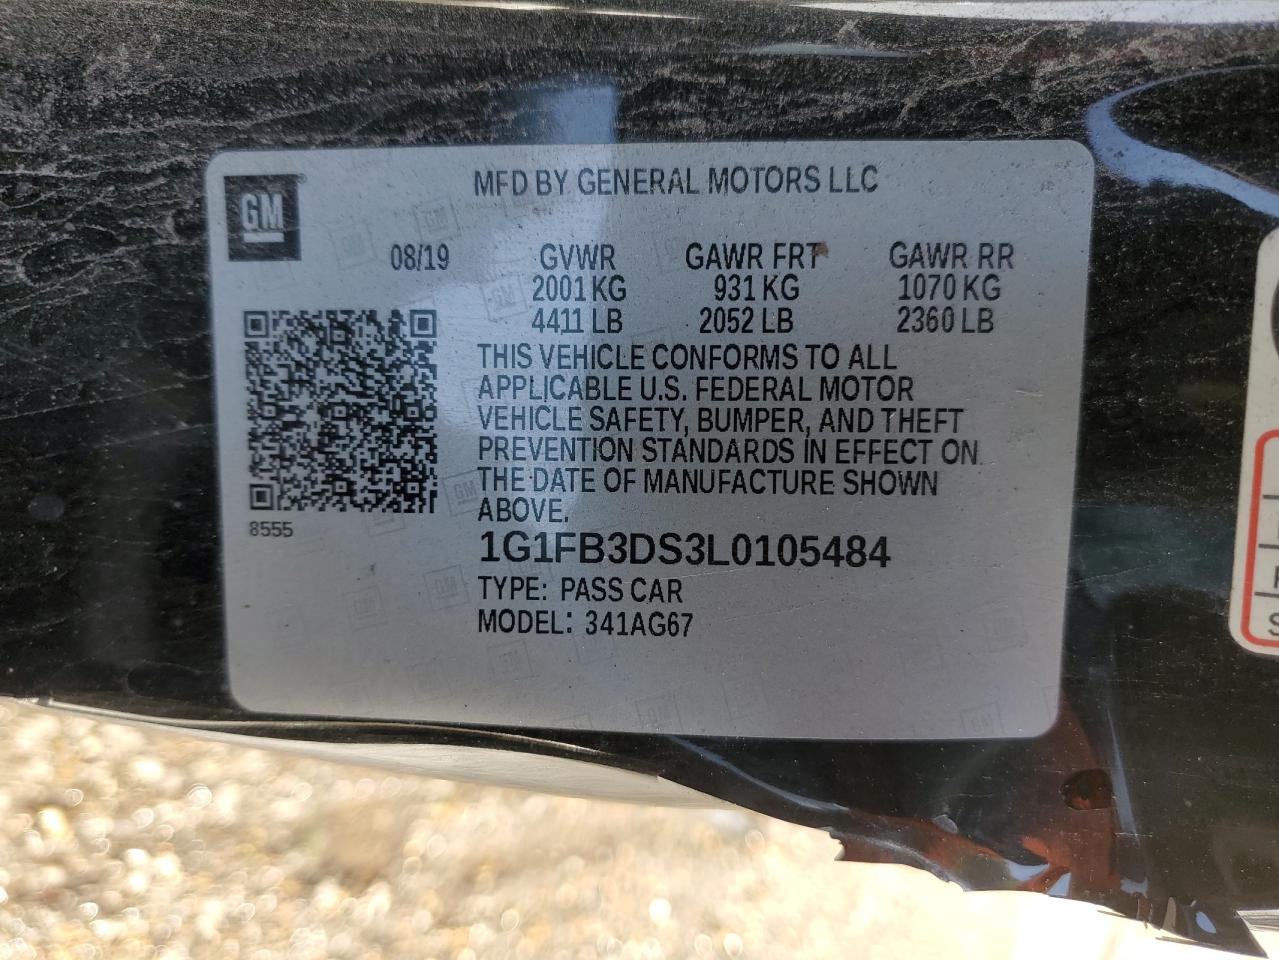 MFD BY GENERAL MOTORS LLC
GM
08/19 GVWR GAWR FRT GAWR RR
2001 KG 931 KG 1070 KG
4411 LB 2052 LB 2360 LB
THIS VEHICLE CONFORMS TO ALL
APPLICABLE U.S. FEDERAL MOTOR
VEHICLE SAFETY, BUMPER, AND THEFT
PREVENTION STANDARDS IN EFFECT ON
THE DATE OF MANUFACTURE SHOWN
ABOVE.
8555
1G1FB3DS3L0105484
TYPE: PASS CAR
MODEL: 341AG67